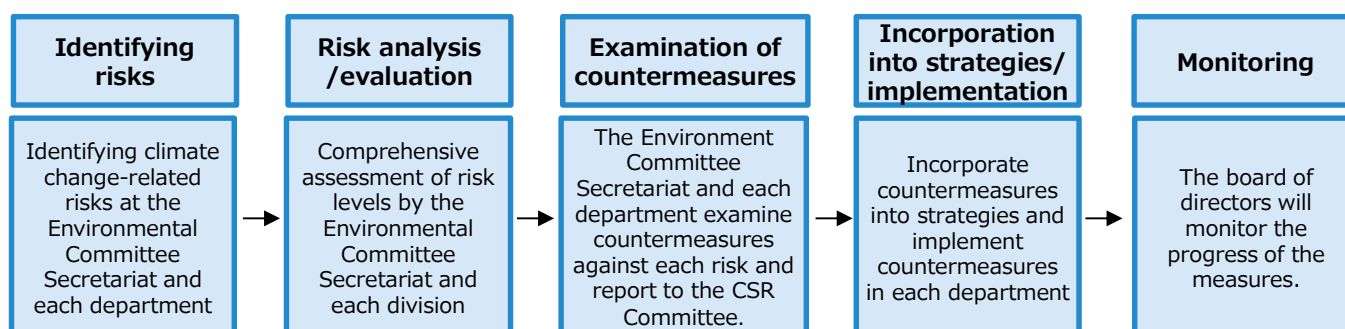 Identifying
risks
Risk analysis
/evaluation
Examination of
countermeasures
Incorporation
into strategies/
implementation
Monitoring
Identifying climate
change-related
risks at the
Environmental
Committee
Secretariat and
each department
Comprehensive
assessment of risk
levels by the
Environmental
Committee
Secretariat and
each division
The Environment
Committee
Secretariat and each
department examine
countermeasures
against each risk and
report to the CSR
Committee.
Incorporate
countermeasures
into strategies and
implement
countermeasures
in each department
The board of
directors will
monitor the
progress of the
measures.